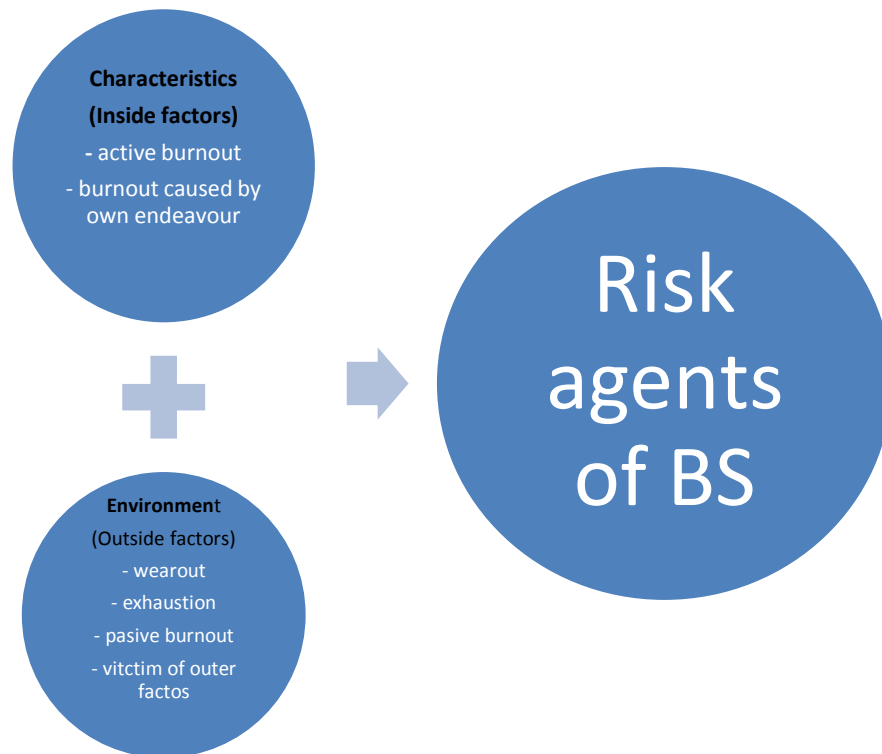 Characteristics
(Inside factors)
- active burnout
- burnout caused by
own endeavour
Environment
(Outside factors)
- wearout
- exhaustion
- pasive burnout
- vitctim of outer
factos
Risk
agents
of BS